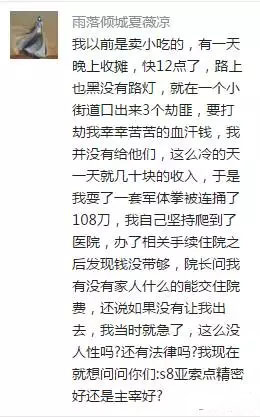 雨落倾城夏薇凉
我以前是卖小吃的，有一天
晚上收摊，快12点了，路上
也黑没有路灯，就在一个小
街道口出来3个劫匪，要打
劫我幸幸苦苦的血汗钱，我
并没有给他们，这么冷的天
一天就几十块的收入，于是
我耍了一套军体拳被连捅了
108刀，我自己坚持爬到了
医院，办了相关手续住院之
后发现钱没带够，院长问我
有没有家人什么的能交住院
费，还说如果没有让我出
去，我当时就急了，这么没
人性吗?还有法律吗?我现在
就想问问你们:s8亚索点精密
好还是主宰好?